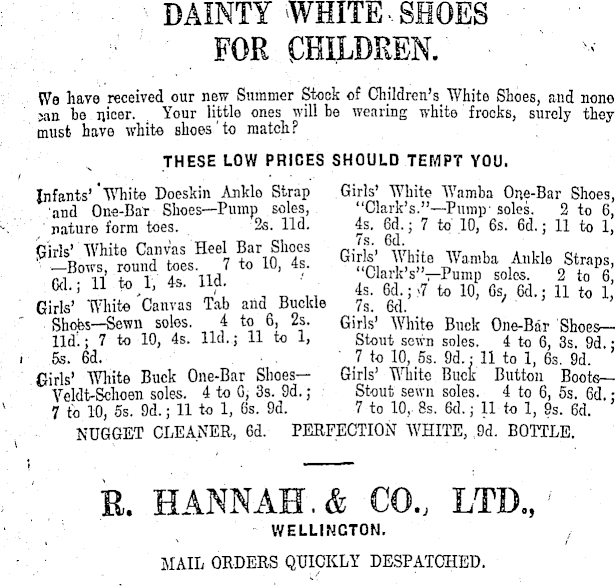 DAINTY WHITE SHOES
FOR CHILDREN.
We have received our new Summer Stock of Children's White Shoes, and none
can be nicer. Your little ones will be wearing white frocks, surely they
must have white shoes to match?
THESE LOW PRICES SHOULD TEMPT YOU.
Infants' White Doeskin Ankle Strap
and One-Bar Shoes—Pump soles,
nature form toes. 2s. 11d.
Girls' White Canvas Heel Bar Shoes
—Bows, round toes. 7 to 10, 4s.
6d.; 11 to 1, 4s. 11d.
Girls' White Canvas Tab and Buckle
Shoes—Sewn soles. 4 to 6, 2s.
11d.; 7 to 10, 4s. 11d.; 11 to 1,
5s. 6d.
Girls' White Buck One-Bar Shoes—
Veldt-Schoen soles. 4 to 6, 3s. 9d.;
7 to 10, 5s. 9d.; 11 to 1, 6s. 9d.
Girls' White Wamba One-Bar Shoes,
"Clark's."—Pump soles. 2 to 6,
4s. 6d.; 7 to 10, 6s. 6d.; 11 to 1,
7s. 6d.
Girls' White Wamba Ankle Straps,
"Clark's"—Pump soles. 2 to 6,
4s. 6d.; 7 to 10, 6s, 6d.; 11 to 1,
7s. 6d.
Girls' White Buck One-Bar Shoes—
Stout sewn soles. 4 to 6, 3s. 9d.;
7 to 10, 5s. 9d.; 11 to 1, 6s. 9d.
Girls' White Buck Button Boots—
Stout sewn soles. 4 to 6, 5s. 6d.;
7 to 10, 8s. 6d.; 11 to 1, 9s. 6d.
NUGGET CLEANER, 6d. PERFECTION WHITE, 9d. BOTTLE.
R. HANNAH & CO., LTD.,
WELLINGTON.
MAIL ORDERS QUICKLY DESPATCHED.